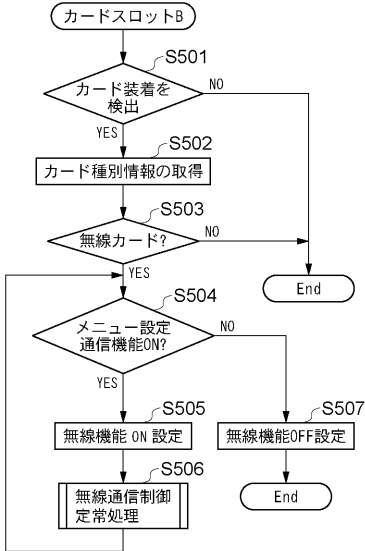 カードスロットB
S501
カード装着を
検出
NO
YES
S502
カード種別情報の取得
S503
無線カード?
NO
YES
End
S504
メニュー設定
通信機能ON?
NO
YES
S505
無線機能 ON 設定
S507
無線機能OFF設定
S506
無線通信制御
定常処理
End